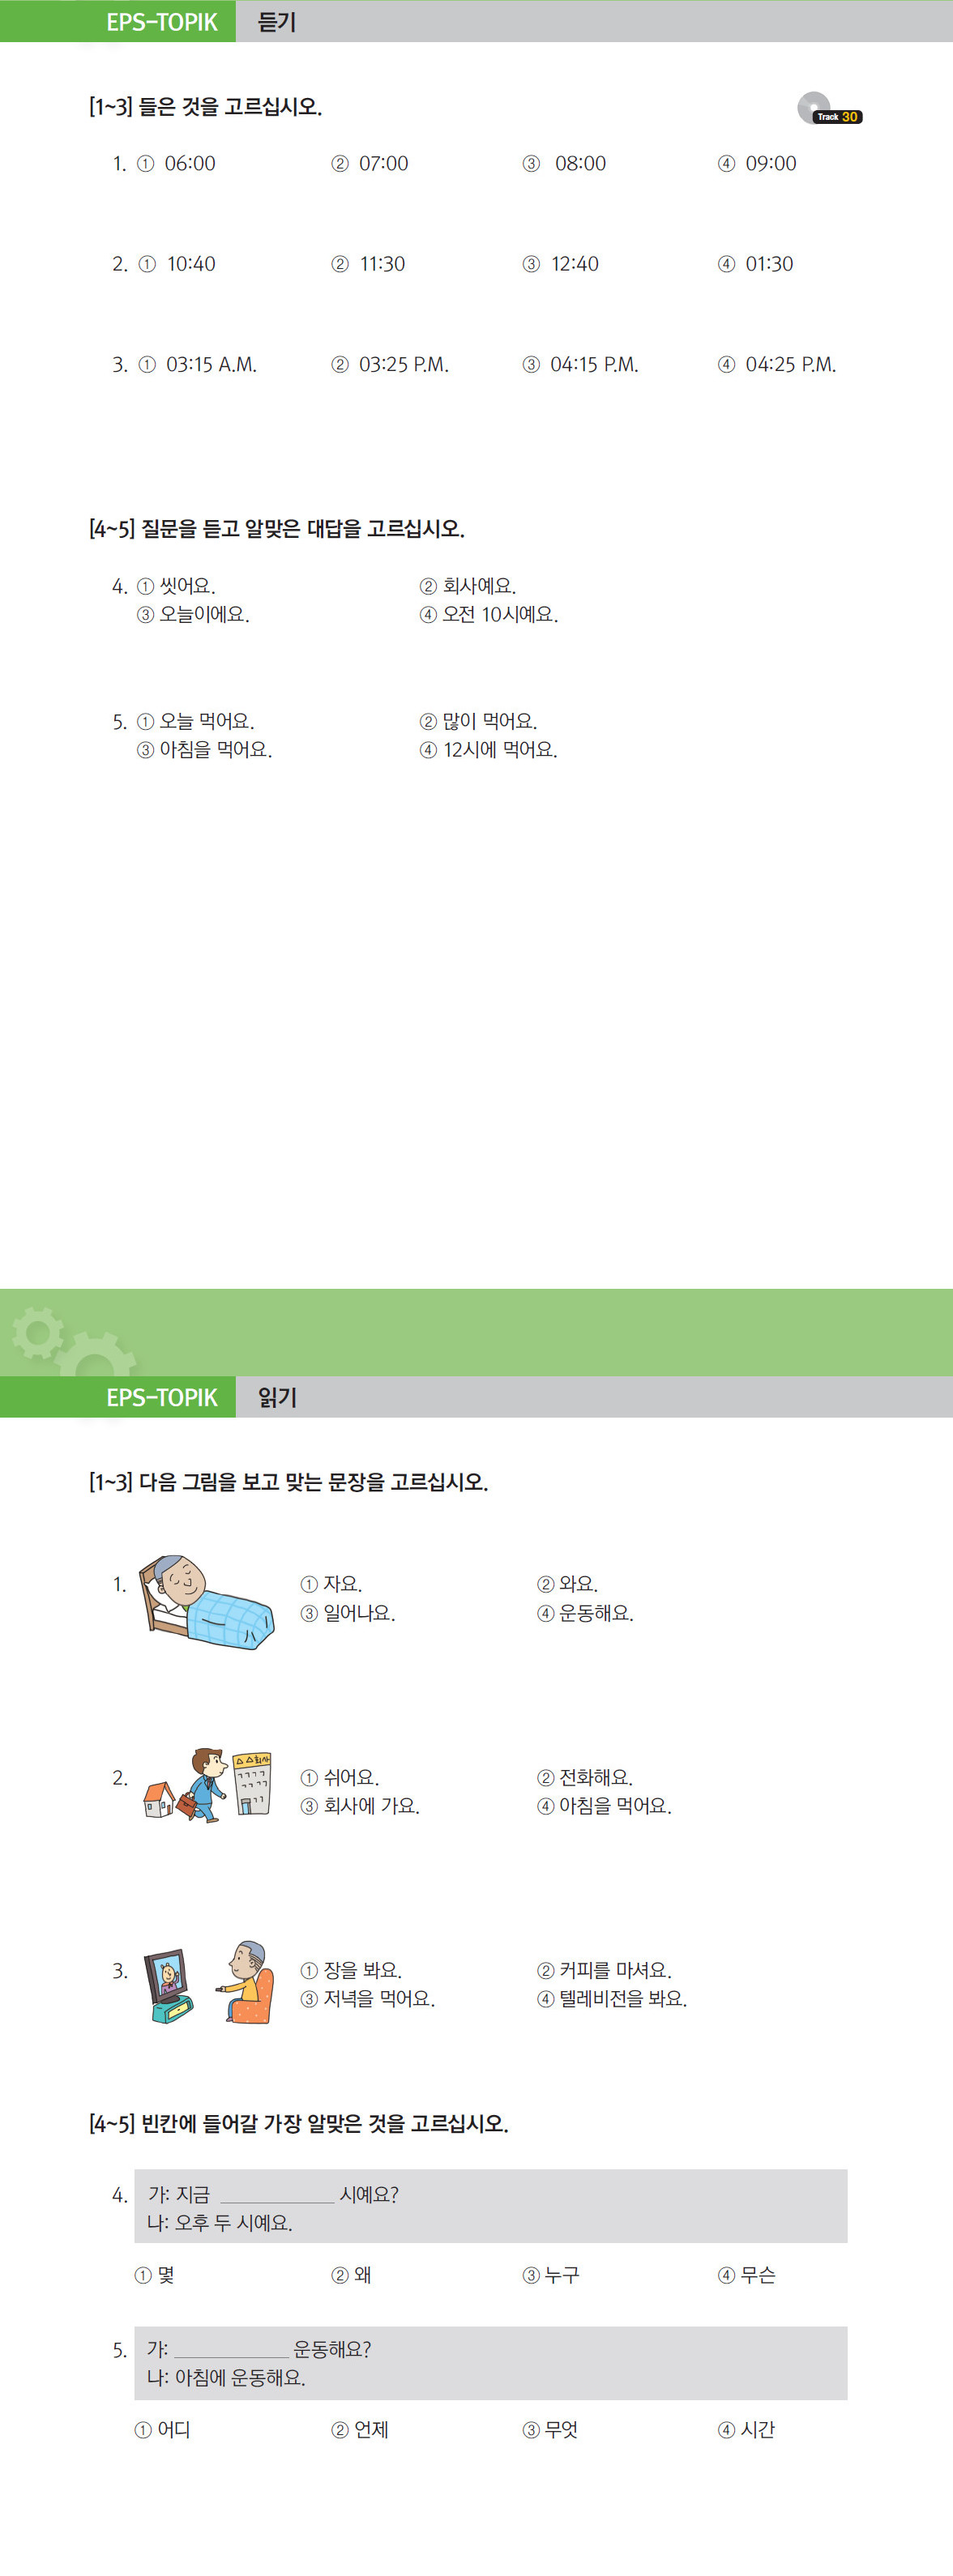 EPS-TOPIK 듣기
[1~3] 들은 것을 고르십시오.
Track 30
1. ① 06:00 ② 07:00 ③ 08:00 ④ 09:00
2. ① 10:40 ② 11:30 ③ 12:40 ④ 01:30
3. ① 03:15 A.M. ② 03:25 P.M. ③ 04:15 P.M. ④ 04:25 P.M.
[4~5] 질문을 듣고 알맞은 대답을 고르십시오.
4. ① 씻어요. ② 회사예요.
③ 오늘이에요. ④ 오전 10시예요.
5. ① 오늘 먹어요. ② 많이 먹어요.
③ 아침을 먹어요. ④ 12시에 먹어요.
EPS-TOPIK 읽기
[1~3] 다음 그림을 보고 맞는 문장을 고르십시오.
1. ① 자요. ② 와요.
③ 일어나요. ④ 운동해요.
△△회사
2. ① 쉬어요. ② 전화해요.
③ 회사에 가요. ④ 아침을 먹어요.
3. ① 장을 봐요. ② 커피를 마셔요.
③ 저녁을 먹어요. ④ 텔레비전을 봐요.
[4~5] 빈칸에 들어갈 가장 알맞은 것을 고르십시오.
4. 가: 지금 ____________ 시예요?
나: 오후 두 시예요.
① 몇 ② 왜 ③ 누구 ④ 무슨
5. 가: ____________ 운동해요?
나: 아침에 운동해요.
① 어디 ② 언제 ③ 무엇 ④ 시간